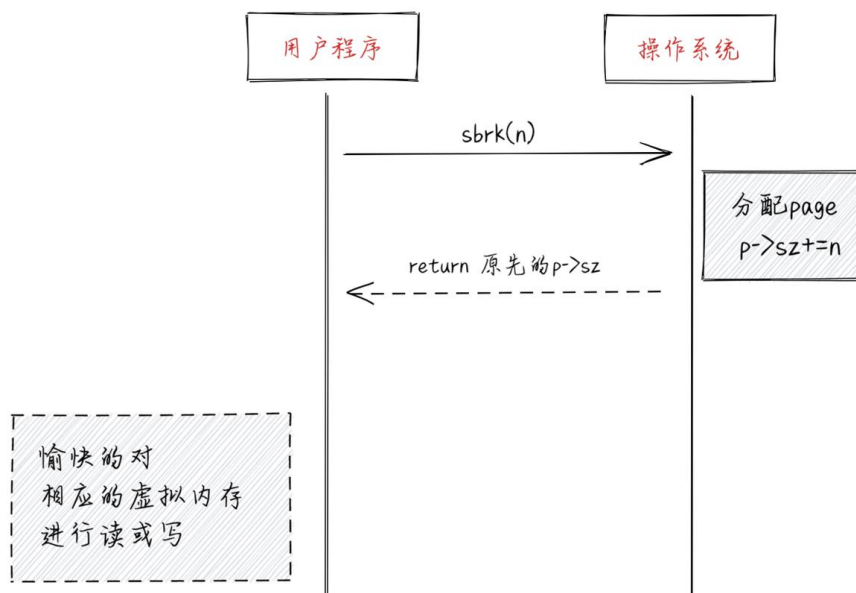 用户程序
操作系统
sbrk(n)
分配page
p->sz+=n
return 原先的p->sz
愉快的对
相应的虚拟内存
进行读或写